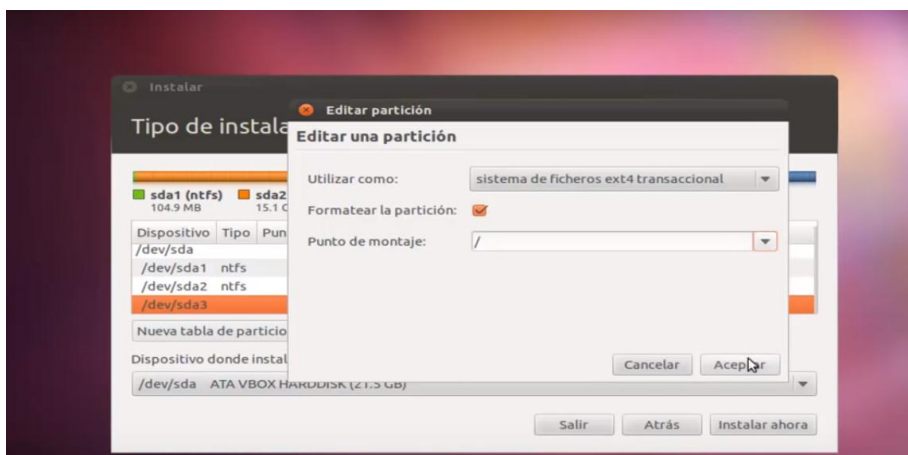 Instalar
Tipo de instala
Editar partición
Editar una partición
Utilizar como: sistema de ficheros ext4 transaccional
Formatear la partición:
Punto de montaje: /
sda1 (ntfs) sda2
104.9 MB 15.1 G
Dispositivo Tipo Pun
/dev/sda
/dev/sda1 ntfs
/dev/sda2 ntfs
/dev/sda3
Nueva tabla de particio
Dispositivo donde instal
/dev/sda ATA VBOX HARDDISK (21.5 GB)
Cancelar Aceptar
Salir Atrás Instalar ahora